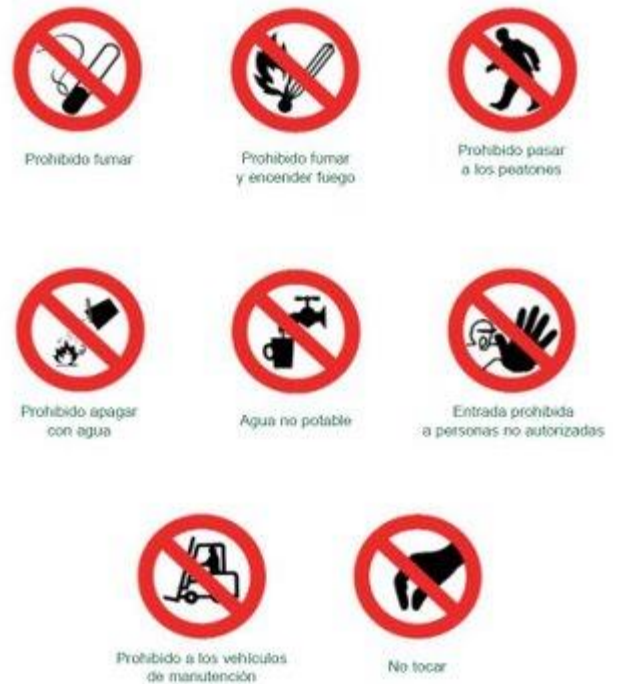 Prohibido fumar
Prohibido fumar
y encender fuego
Prohibido pasar
a los peatones
Prohibido apagar
con agua
Agua no potable
Entrada prohibida
a personas no autorizadas
Prohibido a los vehículos
de manutención
No tocar